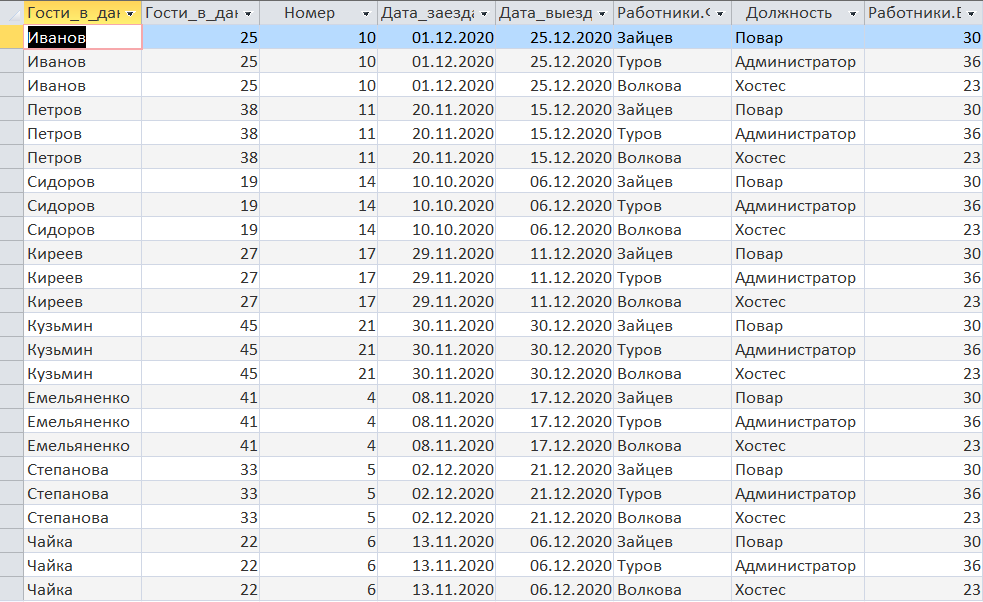 Гости_в_дан Гости_в_дан Номер Дата_заезда Дата_выезд Работники.Ф Должность Работники.В
Иванов 25 10 01.12.2020 25.12.2020 Зайцев Повар 30
Иванов 25 10 01.12.2020 25.12.2020 Туров Администратор 36
Иванов 25 10 01.12.2020 25.12.2020 Волкова Хостес 23
Петров 38 11 20.11.2020 15.12.2020 Зайцев Повар 30
Петров 38 11 20.11.2020 15.12.2020 Туров Администратор 36
Петров 38 11 20.11.2020 15.12.2020 Волкова Хостес 23
Сидоров 19 14 10.10.2020 06.12.2020 Зайцев Повар 30
Сидоров 19 14 10.10.2020 06.12.2020 Туров Администратор 36
Сидоров 19 14 10.10.2020 06.12.2020 Волкова Хостес 23
Киреев 27 17 29.11.2020 11.12.2020 Зайцев Повар 30
Киреев 27 17 29.11.2020 11.12.2020 Туров Администратор 36
Киреев 27 17 29.11.2020 11.12.2020 Волкова Хостес 23
Кузьмин 45 21 30.11.2020 30.12.2020 Зайцев Повар 30
Кузьмин 45 21 30.11.2020 30.12.2020 Туров Администратор 36
Кузьмин 45 21 30.11.2020 30.12.2020 Волкова Хостес 23
Емельяненко 41 4 08.11.2020 17.12.2020 Зайцев Повар 30
Емельяненко 41 4 08.11.2020 17.12.2020 Туров Администратор 36
Емельяненко 41 4 08.11.2020 17.12.2020 Волкова Хостес 23
Степанова 33 5 02.12.2020 21.12.2020 Зайцев Повар 30
Степанова 33 5 02.12.2020 21.12.2020 Туров Администратор 36
Степанова 33 5 02.12.2020 21.12.2020 Волкова Хостес 23
Чайка 22 6 13.11.2020 06.12.2020 Зайцев Повар 30
Чайка 22 6 13.11.2020 06.12.2020 Туров Администратор 36
Чайка 22 6 13.11.2020 06.12.2020 Волкова Хостес 23